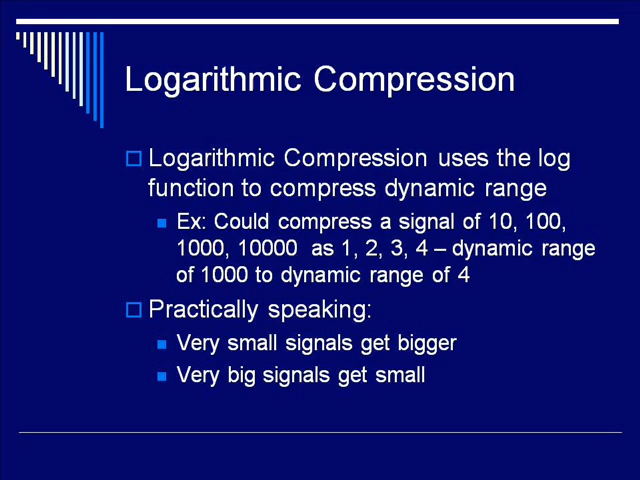 Logarithmic Compression
Logarithmic Compression uses the log
function to compress dynamic range
Ex: Could compress a signal of 10, 100,
1000, 10000 as 1, 2, 3, 4 – dynamic range
of 1000 to dynamic range of 4
Practically speaking:
Very small signals get bigger
Very big signals get small